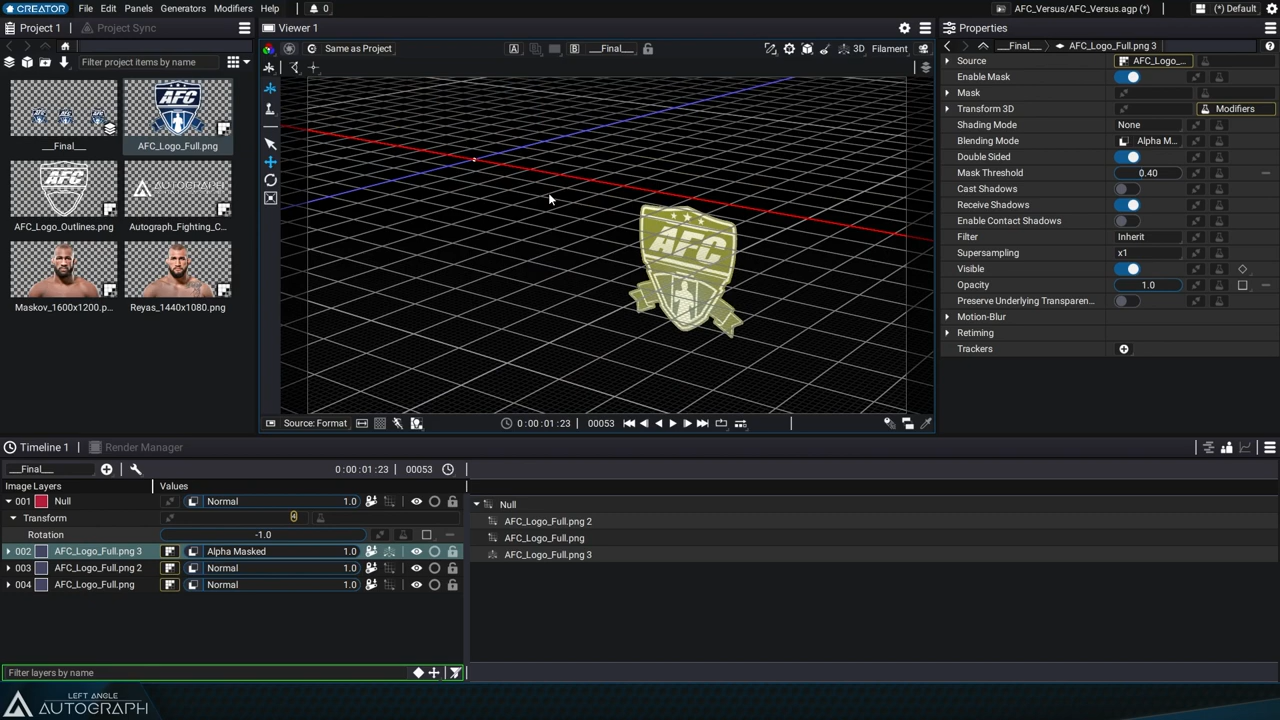 CREATOR File Edit Panels Generators Modifiers Help 0 AFC_Versus/AFC_Versus.agp (*) (*) Default
Project 1 Project Sync
Filter project items by name
__Final__ AFC_Logo_Full.png
AFC_Logo_Outlines.png Autograph_Fighting_C...
Maskov_1600x1200.p... Reyas_1440x1080.png
Viewer 1
Same as Project A B __Final__ 3D Filament
AFC
Source: Format 0:00:01:23 00053
Properties
__Final__ AFC_Logo_Full.png 3
Source AFC_Logo_...
Enable Mask
Mask
Transform 3D Modifiers
Shading Mode None
Blending Mode Alpha M...
Double Sided
Mask Threshold 0.40
Cast Shadows
Receive Shadows
Enable Contact Shadows
Filter Inherit
Supersampling x1
Visible
Opacity 1.0
Preserve Underlying Transparen...
Motion-Blur
Retiming
Trackers
Timeline 1 Render Manager
__Final__ 0:00:01:23 00053
Image Layers Values
001 Null Normal 1.0
Transform
Rotation -1.0
002 AFC_Logo_Full.png 3 Alpha Masked 1.0
003 AFC_Logo_Full.png 2 Normal 1.0
004 AFC_Logo_Full.png Normal 1.0
Null
AFC_Logo_Full.png 2
AFC_Logo_Full.png
AFC_Logo_Full.png 3
Filter layers by name
LEFT ANGLE
AUTOGRAPH